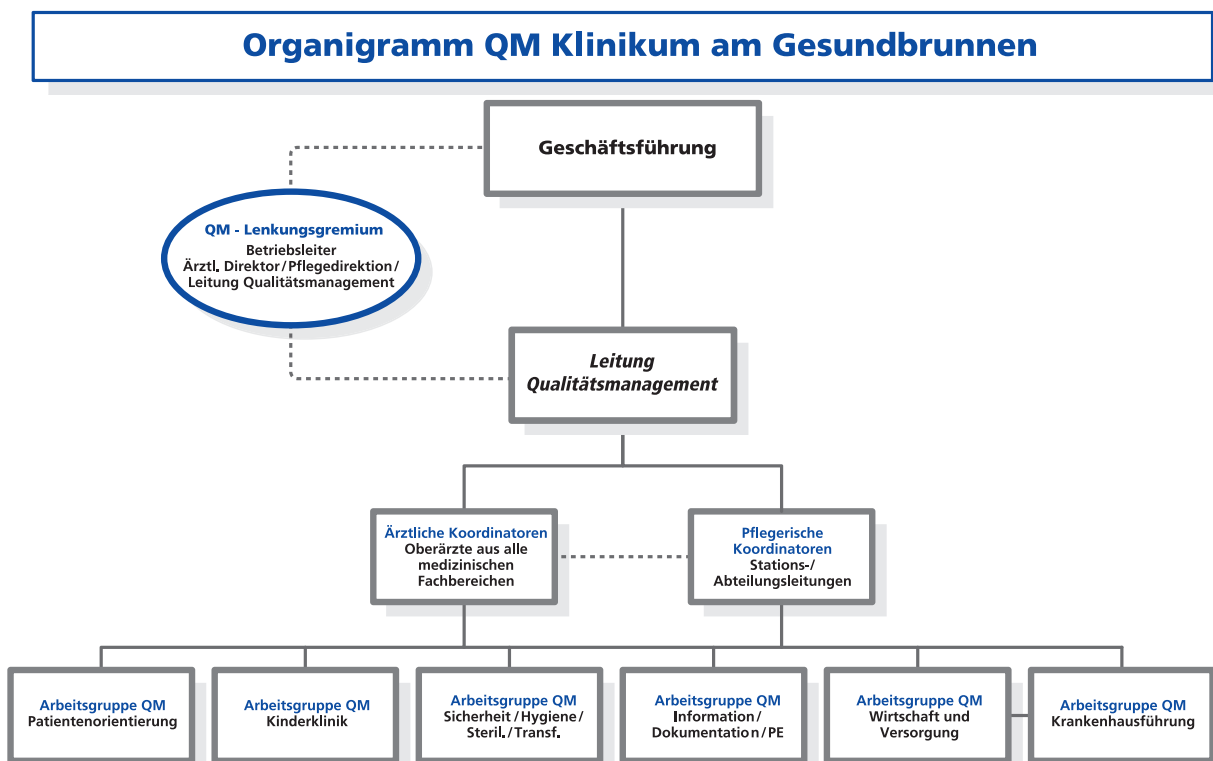 Organigramm QM Klinikum am Gesundbrunnen
Geschäftsführung
QM - Lenkungsgremium
Betriebsleiter
Ärztl. Direktor/Pflegedirektion/
Leitung Qualitätsmanagement
Leitung
Qualitätsmanagement
Ärztliche Koordinatoren
Oberärzte aus alle
medizinischen
Fachbereichen
Pflegerische
Koordinatoren
Stations-/
Abteilungsleitungen
Arbeitsgruppe QM
Patientenorientierung
Arbeitsgruppe QM
Kinderklinik
Arbeitsgruppe QM
Sicherheit/Hygiene/
Steril./Transf.
Arbeitsgruppe QM
Information/
Dokumentation/PE
Arbeitsgruppe QM
Wirtschaft und
Versorgung
Arbeitsgruppe QM
Krankenhausführung